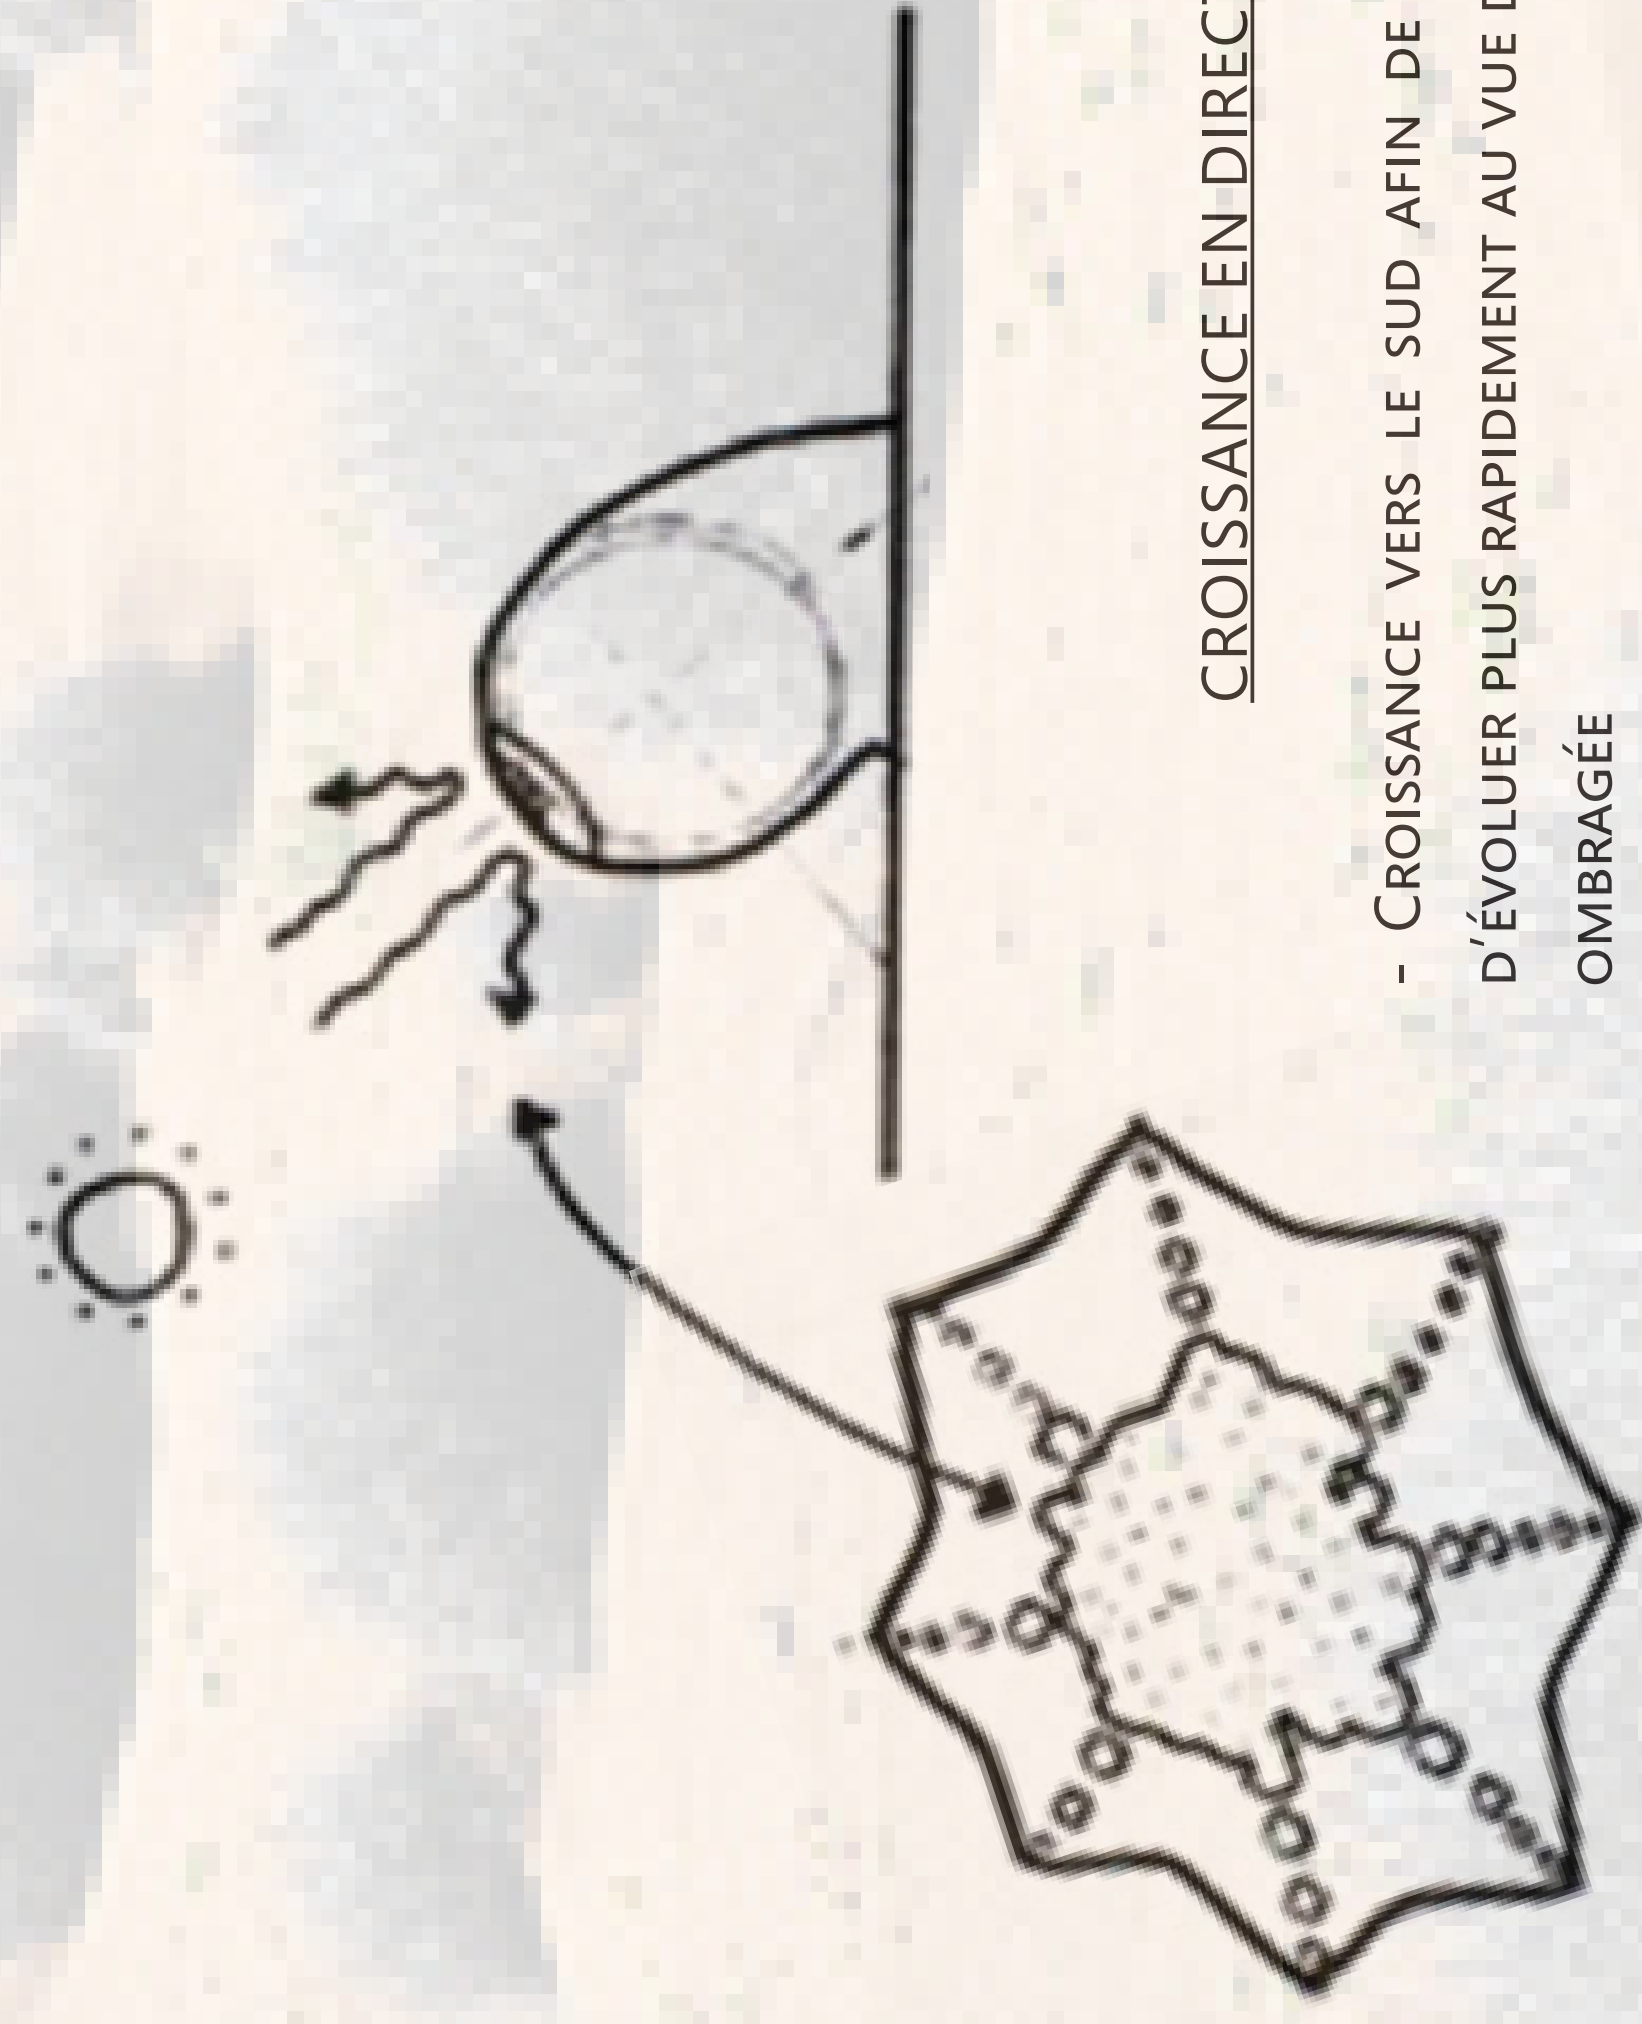 CROISSANCE EN DIREC
- CROISSANCE VERS LE SUD AFIN DE
D'ÉVOLUER PLUS RAPIDEMENT AU VUE D
OMBRAGÉE